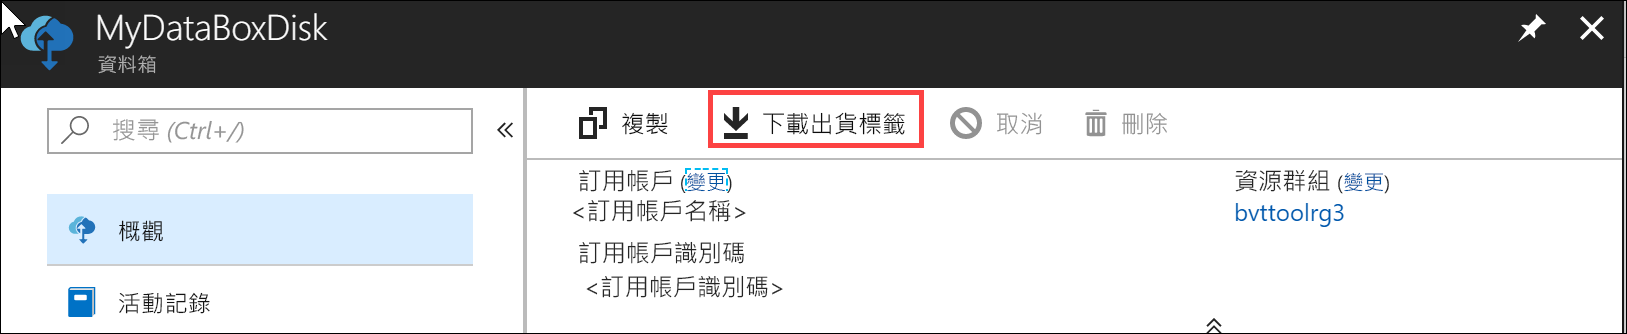 MyDataBoxDisk
資料箱
搜尋 (Ctrl+/)
概觀
活動記錄
複製 下載出貨標籤 取消 刪除
訂用帳戶 (變更)
<訂用帳戶名稱>
訂用帳戶識別碼
<訂用帳戶識別碼>
資源群組 (變更)
bvttoolrg3